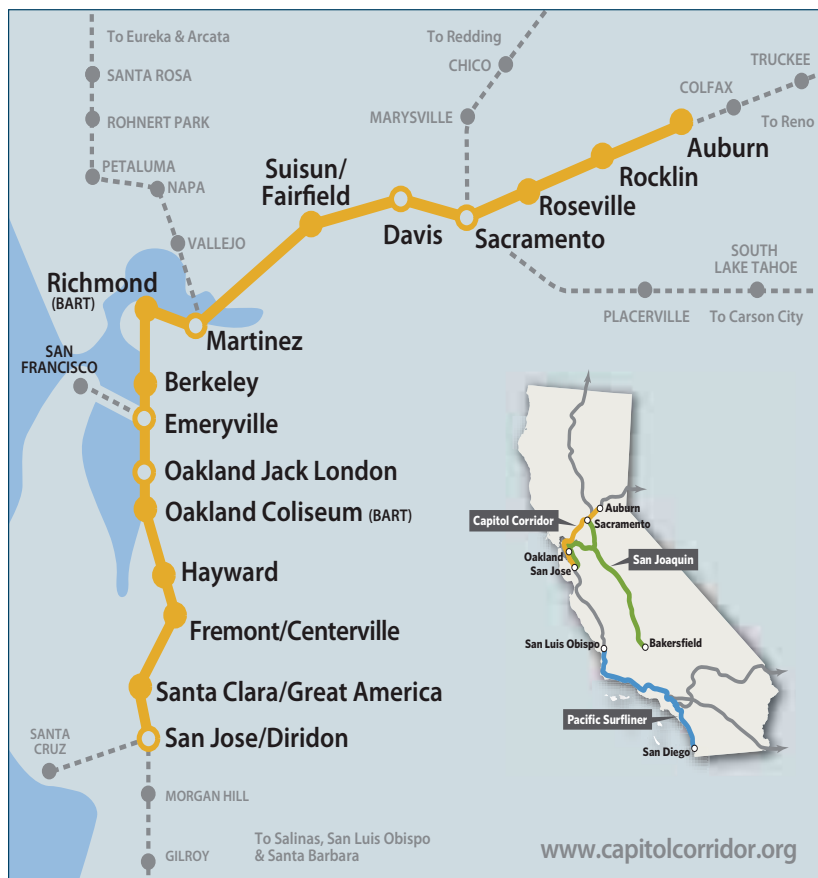 To Eureka & Arcata
SANTA ROSA
ROHNERT PARK
PETALUMA
NAPA
VALLEJO
To Redding
CHICO
MARYSVILLE
TRUCKEE
COLFAX
To Reno
Auburn
Rocklin
Roseville
Sacramento
Davis
Suisun/
Fairfield
SOUTH
LAKE TAHOE
PLACERVILLE
To Carson City
Richmond
(BART)
Martinez
SAN
FRANCISCO
Berkeley
Emeryville
Oakland Jack London
Oakland Coliseum (BART)
Hayward
Fremont/Centerville
Santa Clara/Great America
San Jose/Diridon
SANTA
CRUZ
MORGAN HILL
GILROY
To Salinas, San Luis Obispo
& Santa Barbara
Auburn
Capitol Corridor
Sacramento
Oakland
San Jose
San Joaquin
San Luis Obispo
Bakersfield
Pacific Surfliner
San Diego
www.capitolcorridor.org